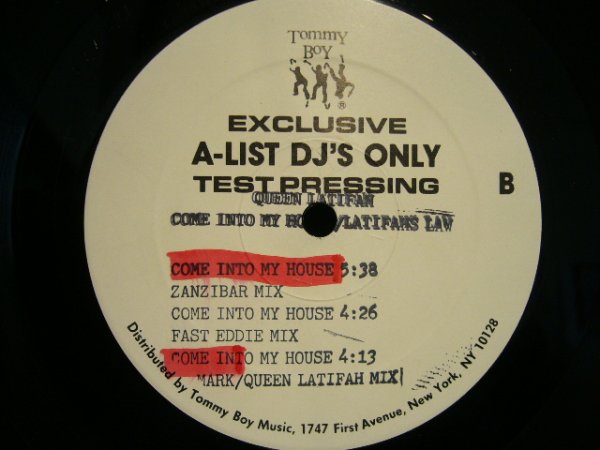 Tommy
Boy
®
EXCLUSIVE
A-LIST DJ'S ONLY
TEST PRESSING
B
QUEEN LATIFAH
COME INTO MY HOUSE/LATIFAHS LAW
COME INTO MY HOUSE 5:38
ZANZIBAR MIX
COME INTO MY HOUSE 4:26
FAST EDDIE MIX
COME INTO MY HOUSE 4:13
MARK/QUEEN LATIFAH MIX
Distributed by Tommy Boy Music, 1747 First Avenue, New York, NY 10128